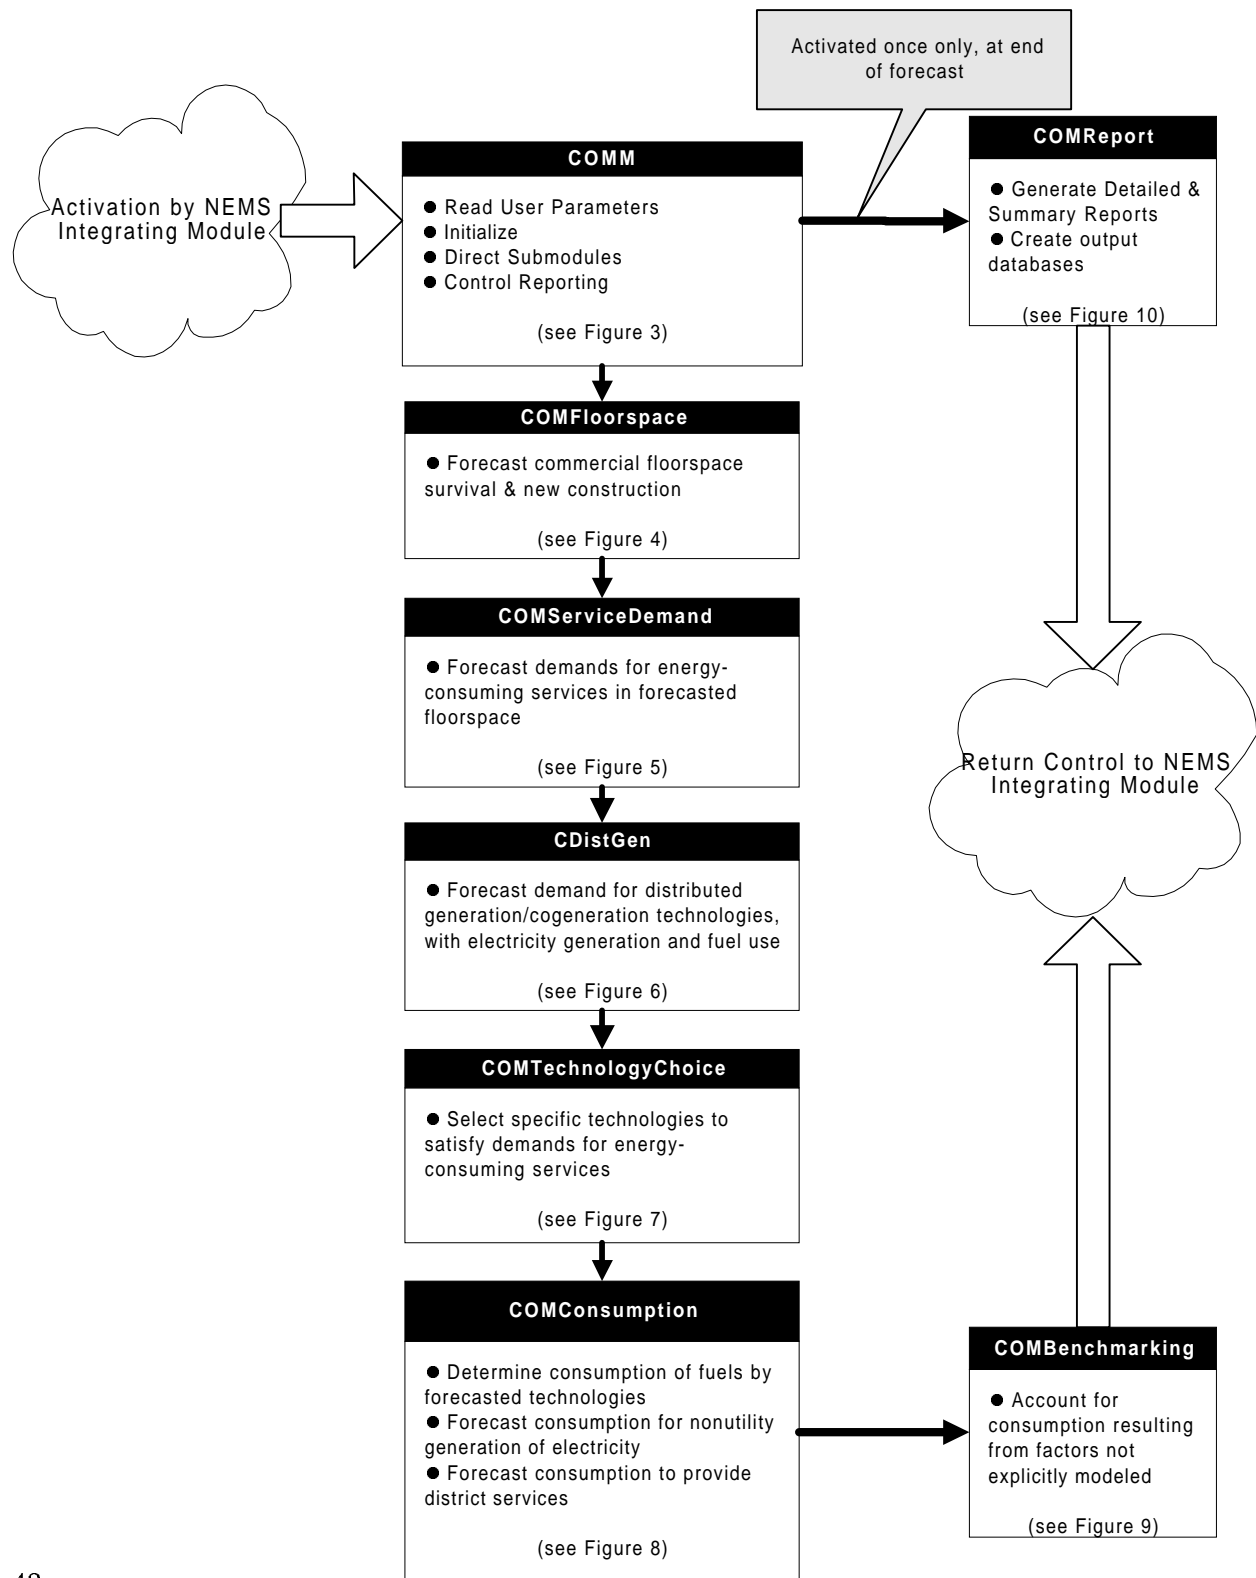 Activated once only, at end
of forecast
Activation by NEMS
Integrating Module
COMM
● Read User Parameters
● Initialize
● Direct Submodules
● Control Reporting
(see Figure 3)
COMReport
● Generate Detailed &
Summary Reports
● Create output
databases
(see Figure 10)
COMFloorspace
● Forecast commercial floorspace
survival & new construction
(see Figure 4)
COMServiceDemand
● Forecast demands for energy-
consuming services in forecasted
floorspace
(see Figure 5)
CDistGen
● Forecast demand for distributed
generation/cogeneration technologies,
with electricity generation and fuel use
(see Figure 6)
COMTechnologyChoice
● Select specific technologies to
satisfy demands for energy-
consuming services
(see Figure 7)
COMConsumption
● Determine consumption of fuels by
forecasted technologies
● Forecast consumption for nonutility
generation of electricity
● Forecast consumption to provide
district services
(see Figure 8)
COMBenchmarking
● Account for
consumption resulting
from factors not
explicitly modeled
(see Figure 9)
Return Control to NEMS
Integrating Module